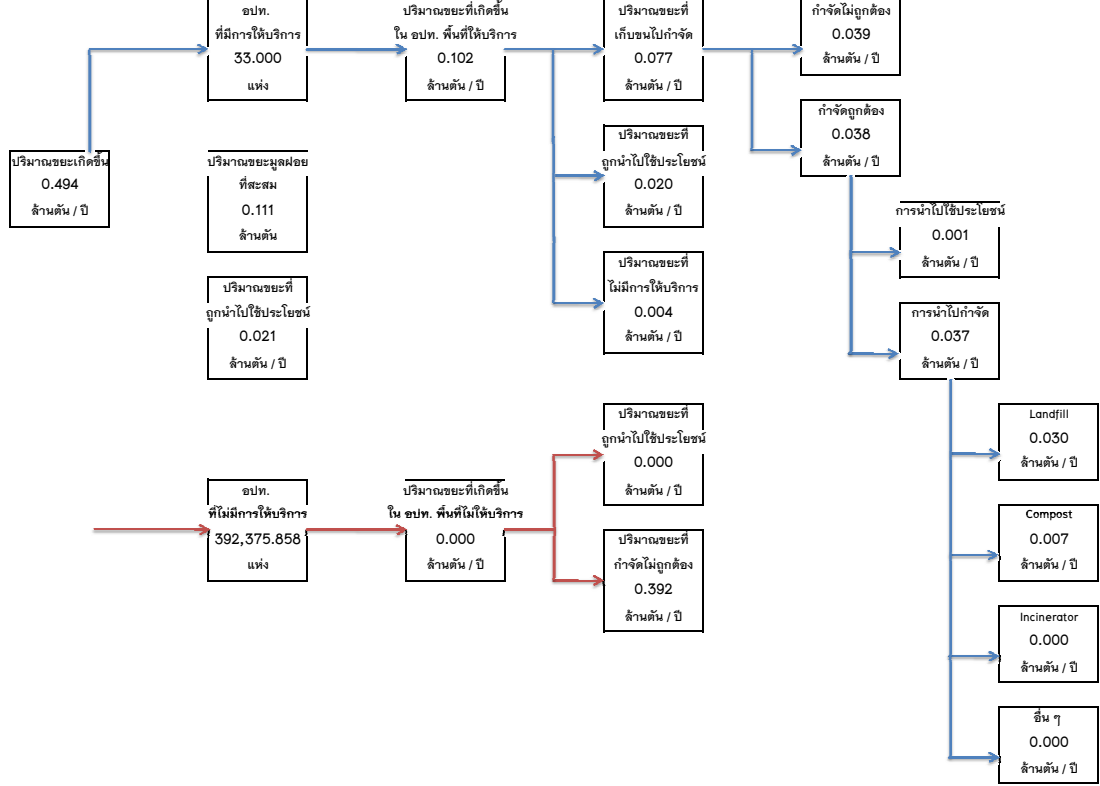 อปท.
ที่มีการให้บริการ
33.000
แห่ง
ปริมาณขยะที่เกิดขึ้น
ใน อปท. พื้นที่ให้บริการ
0.102
ล้านตัน / ปี
ปริมาณขยะที่
เก็บขนไปกำจัด
0.077
ล้านตัน / ปี
กำจัดไม่ถูกต้อง
0.039
ล้านตัน / ปี
กำจัดถูกต้อง
0.038
ล้านตัน / ปี
ปริมาณขยะเกิดขึ้น
0.494
ล้านตัน / ปี
ปริมาณขยะมูลฝอย
ที่สะสม
0.111
ล้านตัน
ปริมาณขยะที่
ถูกนำไปใช้ประโยชน์
0.020
ล้านตัน / ปี
การนำไปใช้ประโยชน์
0.001
ล้านตัน / ปี
ปริมาณขยะที่
ถูกนำไปใช้ประโยชน์
0.021
ล้านตัน / ปี
ปริมาณขยะที่
ไม่มีการให้บริการ
0.004
ล้านตัน / ปี
การนำไปกำจัด
0.037
ล้านตัน / ปี
ปริมาณขยะที่
ถูกนำไปใช้ประโยชน์
0.000
ล้านตัน / ปี
Landfill
0.030
ล้านตัน / ปี
อปท.
ที่ไม่มีการให้บริการ
392,375.858
แห่ง
ปริมาณขยะที่เกิดขึ้น
ใน อปท. พื้นที่ไม่ให้บริการ
0.000
ล้านตัน / ปี
ปริมาณขยะที่
กำจัดไม่ถูกต้อง
0.392
ล้านตัน / ปี
Compost
0.007
ล้านตัน / ปี
Incinerator
0.000
ล้านตัน / ปี
อื่น ๆ
0.000
ล้านตัน / ปี